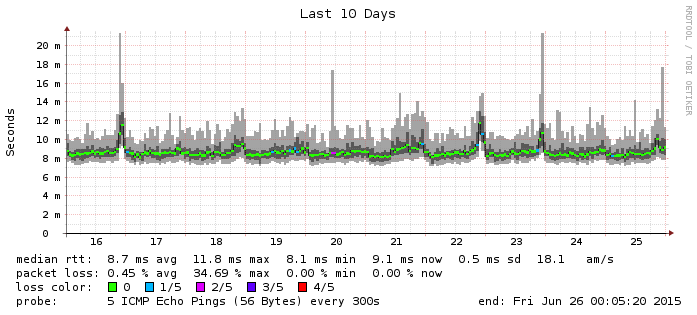 Last 10 Days
RRDTOOL / TOBI OETIKER
Seconds
20 m
18 m
16 m
14 m
12 m
10 m
8 m
6 m
4 m
2 m
0
16 17 18 19 20 21 22 23 24 25
median rtt: 8.7 ms avg 11.8 ms max 8.1 ms min 9.1 ms now 0.5 ms sd 18.1 am/s
packet loss: 0.45 % avg 34.69 % max 0.00 % min 0.00 % now
loss color: 0 1/5 2/5 3/5 4/5
probe: 5 ICMP Echo Pings (56 Bytes) every 300s end: Fri Jun 26 00:05:20 2015